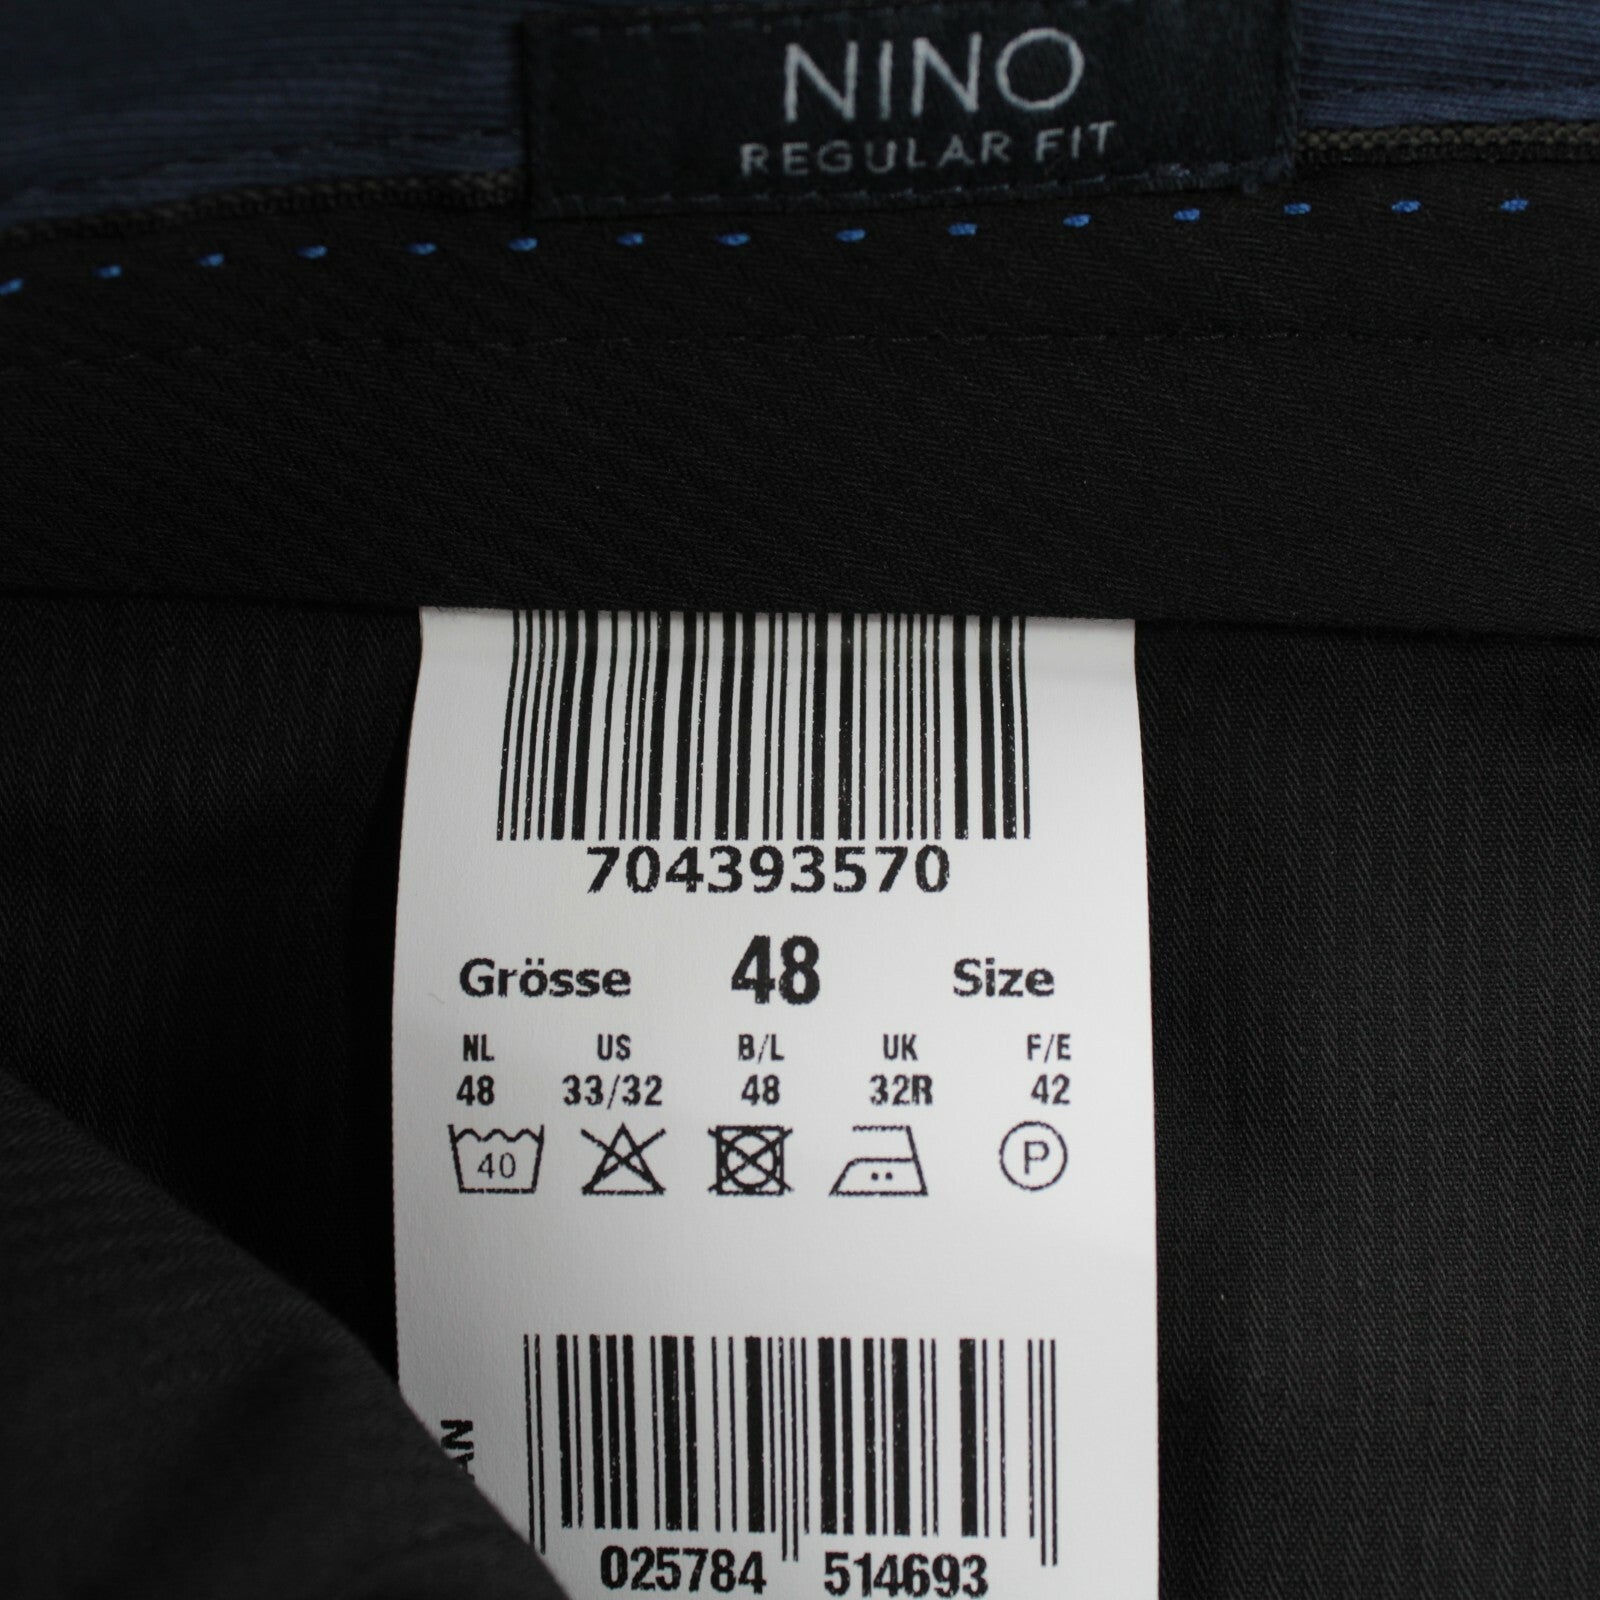 NINO
REGULAR FIT
704393570
Grösse 48 Size
NL US B/L UK F/E
48 33/32 48 32R 42
40 P
025784 514693